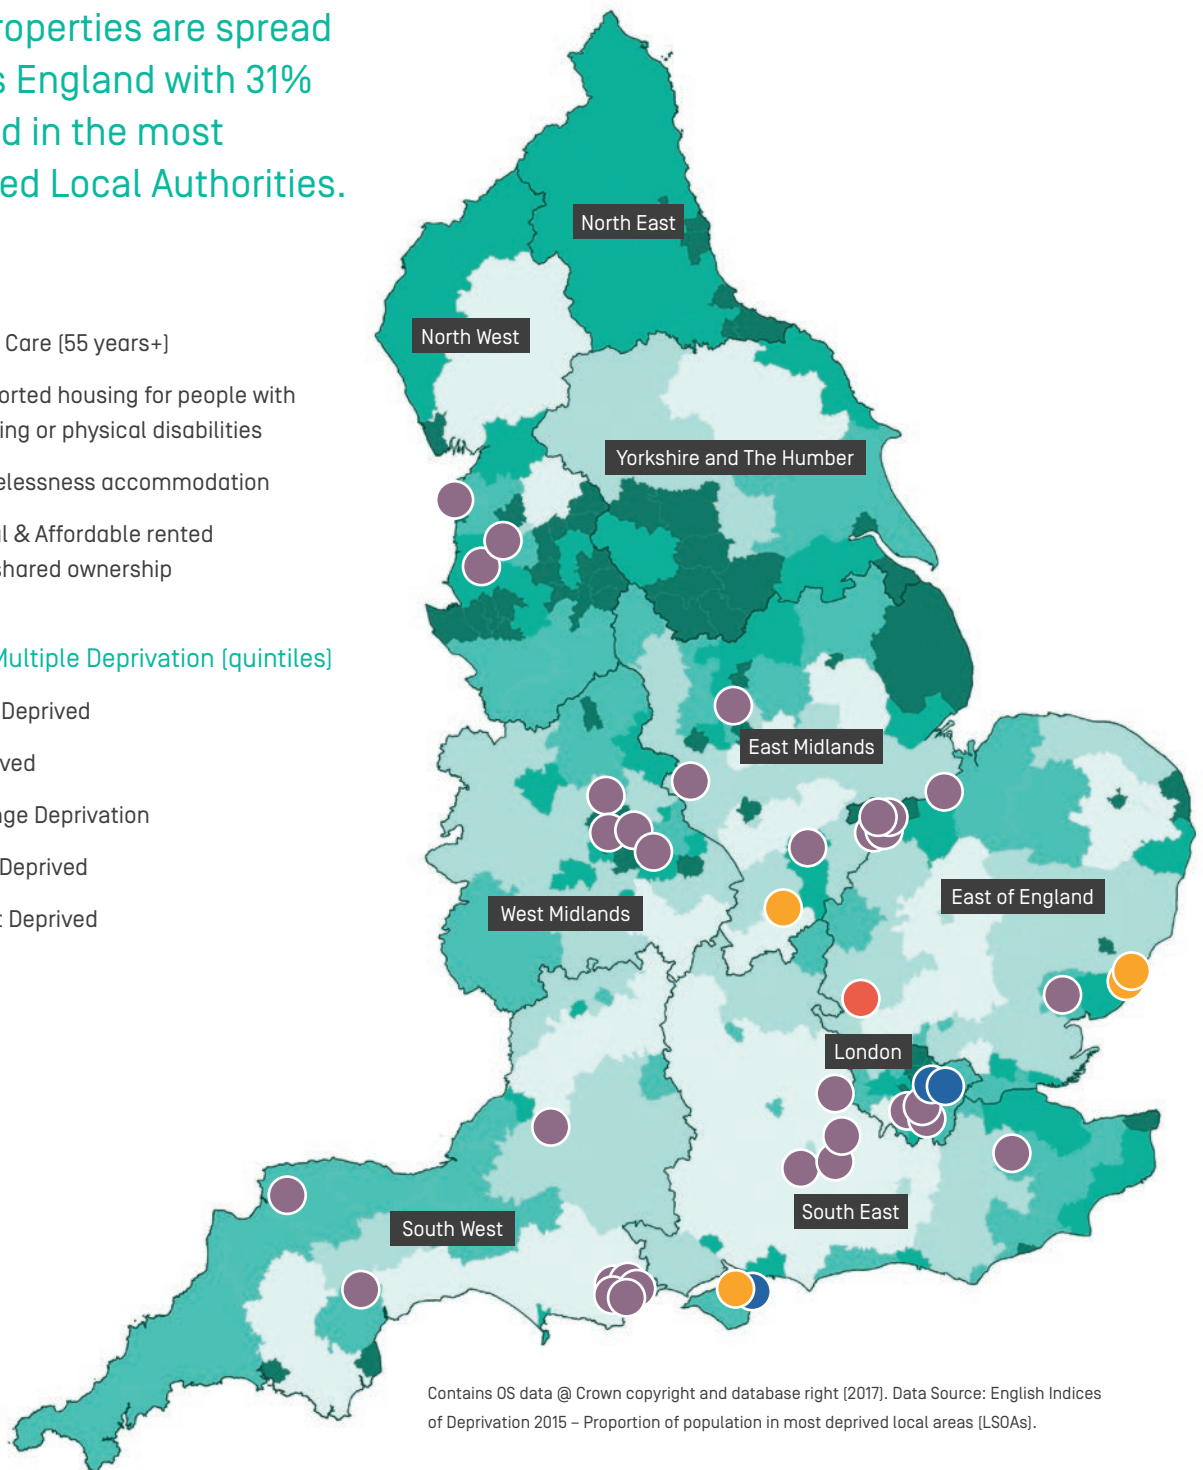 roperties are spread
s England with 31%
d in the most
ed Local Authorities.
Care (55 years+)
orted housing for people with
ing or physical disabilities
elessness accommodation
l & Affordable rented
shared ownership
Multiple Deprivation (quintiles)
Deprived
ved
ge Deprivation
Deprived
t Deprived
North East
North West
Yorkshire and The Humber
East Midlands
West Midlands
East of England
London
South East
South West
Contains OS data @ Crown copyright and database right (2017). Data Source: English Indices
of Deprivation 2015 – Proportion of population in most deprived local areas (LSOAs).